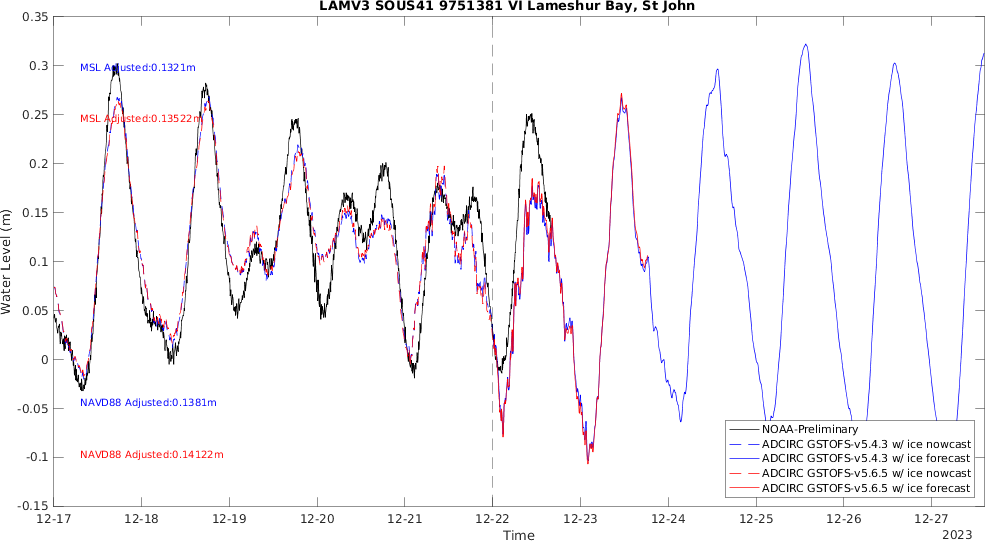 LAMV3 SOUS41 9751381 VI Lameshur Bay, St John
0.35
0.3
0.25
0.2
0.15
0.1
0.05
0
-0.05
-0.1
-0.15
Water Level (m)
MSL Adjusted:0.1321m
MSL Adjusted:0.13522m
NAVD88 Adjusted:0.1381m
NAVD88 Adjusted:0.14122m
NOAA-Preliminary
ADCIRC GSTOFS-v5.4.3 w/ ice nowcast
ADCIRC GSTOFS-v5.4.3 w/ ice forecast
ADCIRC GSTOFS-v5.6.5 w/ ice nowcast
ADCIRC GSTOFS-v5.6.5 w/ ice forecast
12-17 12-18 12-19 12-20 12-21 12-22 12-23 12-24 12-25 12-26 12-27
Time
2023